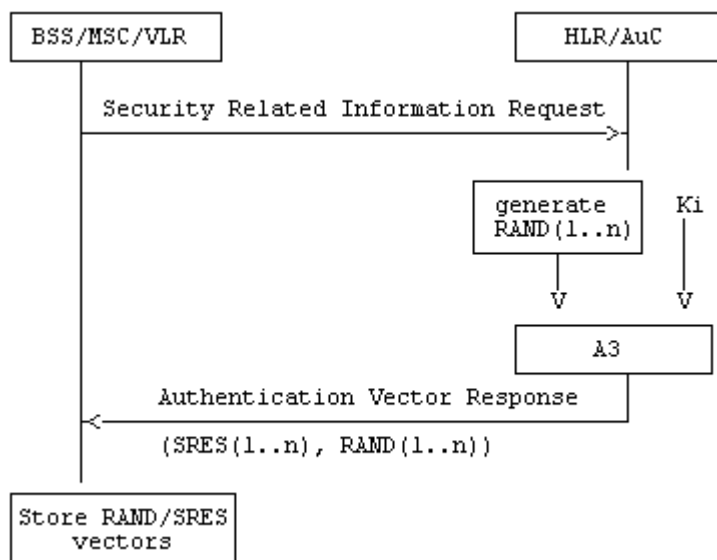 BSS/MSC/VLR
HLR/AuC
Security Related Information Request
generate
RAND(1..n)
Ki
V
V
A3
Authentication Vector Response
(SRES(1..n), RAND(1..n))
Store RAND/SRES
vectors